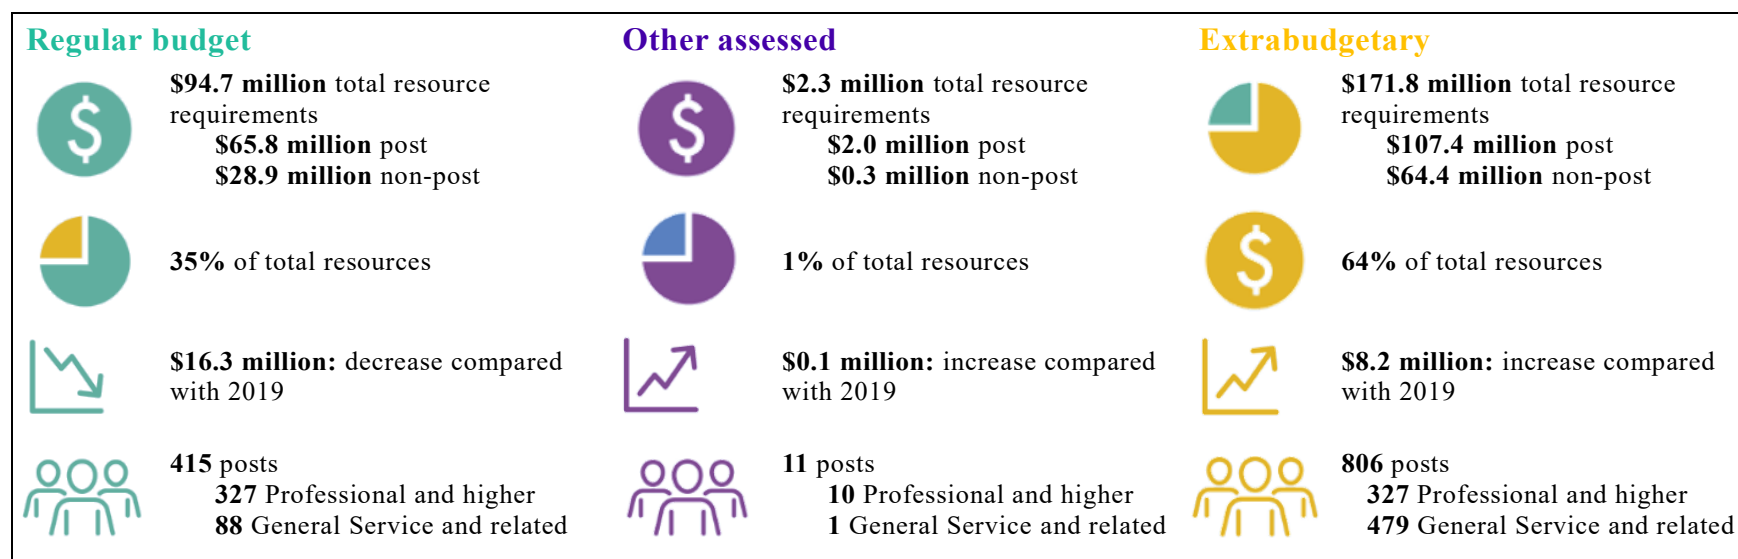 Regular budget
$94.7 million total resource
requirements
$65.8 million post
$28.9 million non-post
35% of total resources
$16.3 million: decrease compared
with 2019
415 posts
327 Professional and higher
88 General Service and related
Other assessed
$2.3 million total resource
requirements
$2.0 million post
$0.3 million non-post
1% of total resources
$0.1 million: increase compared
with 2019
11 posts
10 Professional and higher
1 General Service and related
Extrabudgetary
$171.8 million total resource
requirements
$107.4 million post
$64.4 million non-post
64% of total resources
$8.2 million: increase compared
with 2019
806 posts
327 Professional and higher
479 General Service and related